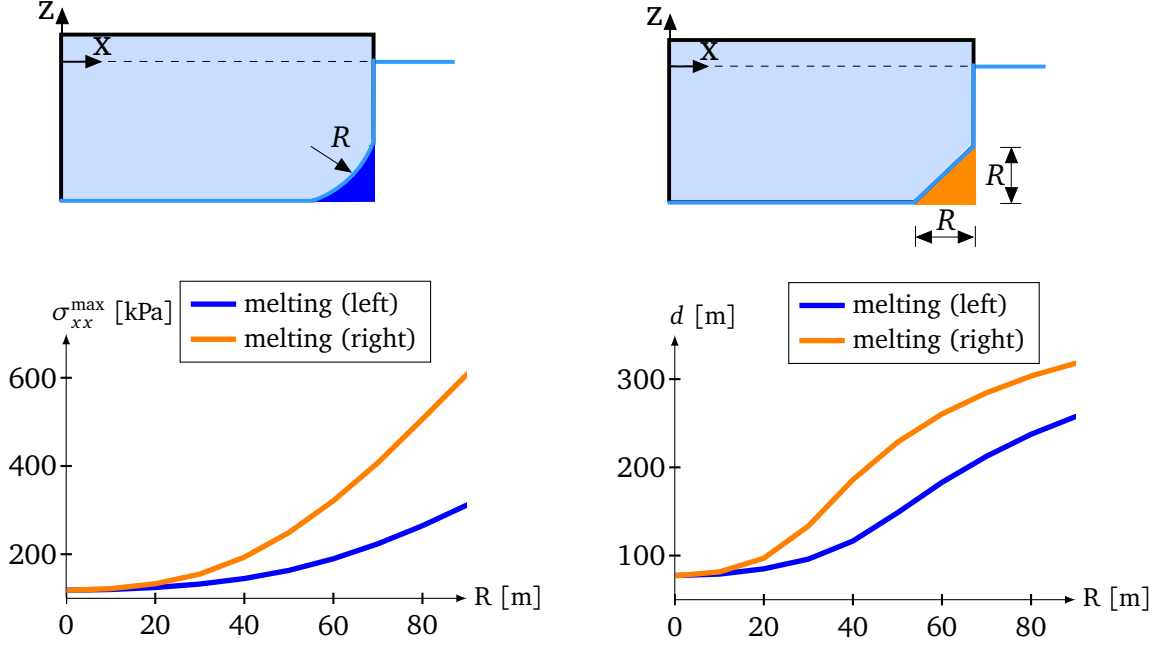 z
x
R
z
x
R
R
σxx^max [kPa]
melting (left)
melting (right)
600
400
200
0 20 40 60 80
R [m]
d [m]
melting (left)
melting (right)
300
200
100
0 20 40 60 80
R [m]